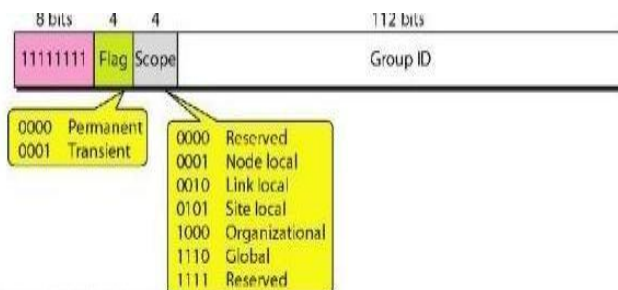 8 bits 4 4 112 bits
11111111 Flag Scope Group ID
0000 Permanent
0001 Transient
0000 Reserved
0001 Node local
0010 Link local
0101 Site local
1000 Organizational
1110 Global
1111 Reserved